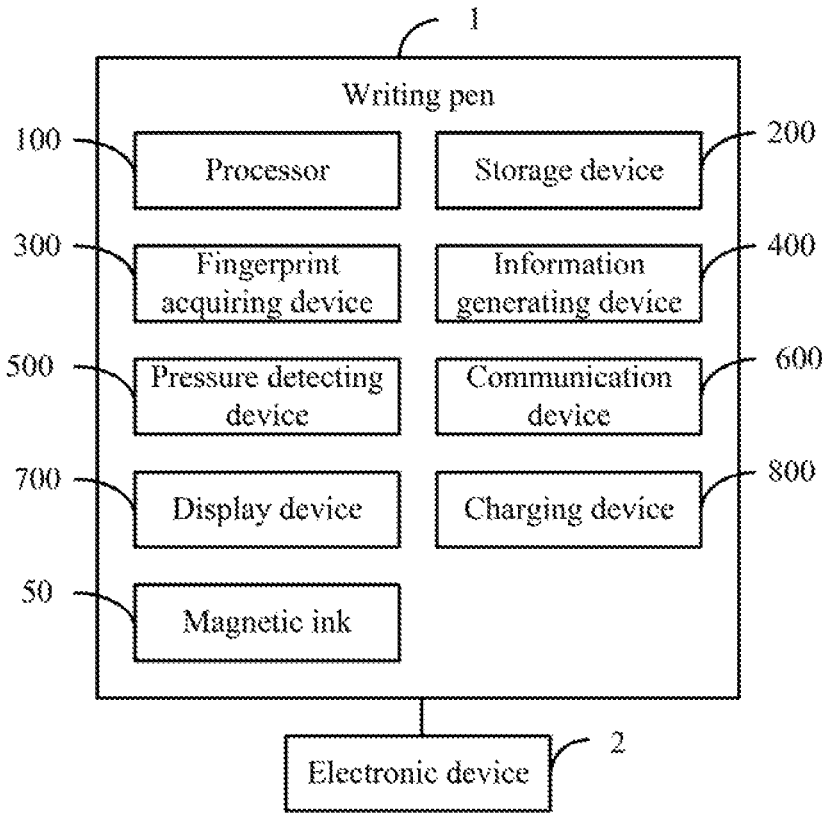 1
Writing pen
100
Processor
200
Storage device
300
Fingerprint
acquiring device
400
Information
generating device
500
Pressure detecting
device
600
Communication
device
700
Display device
800
Charging device
50
Magnetic ink
2
Electronic device